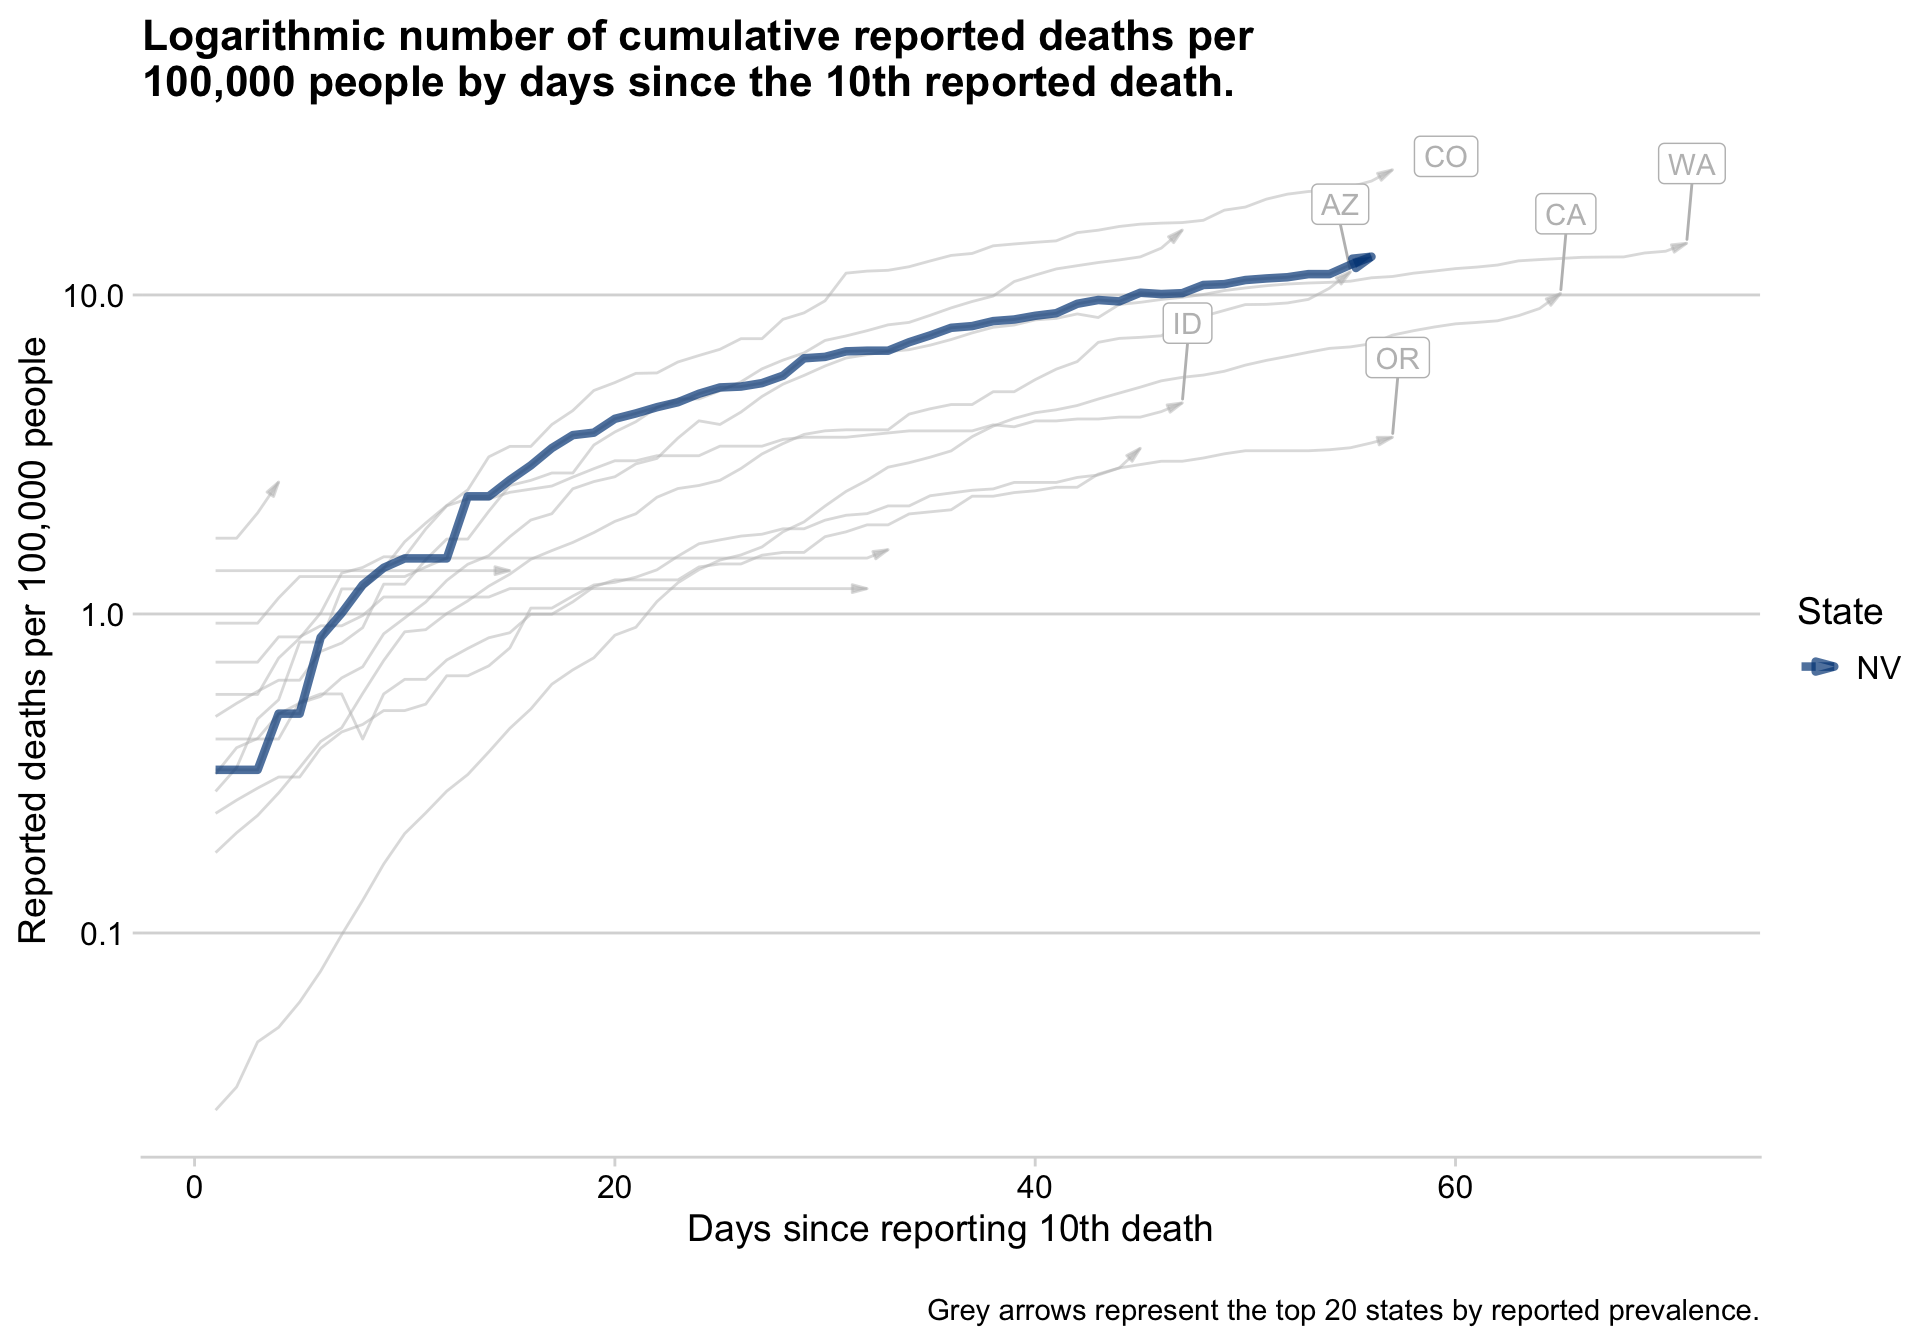 Logarithmic number of cumulative reported deaths per
100,000 people by days since the 10th reported death.
CO
WA
AZ
CA
ID
OR
10.0
1.0
0.1
Reported deaths per 100,000 people
0
20
40
60
Days since reporting 10th death
State
NV
Grey arrows represent the top 20 states by reported prevalence.